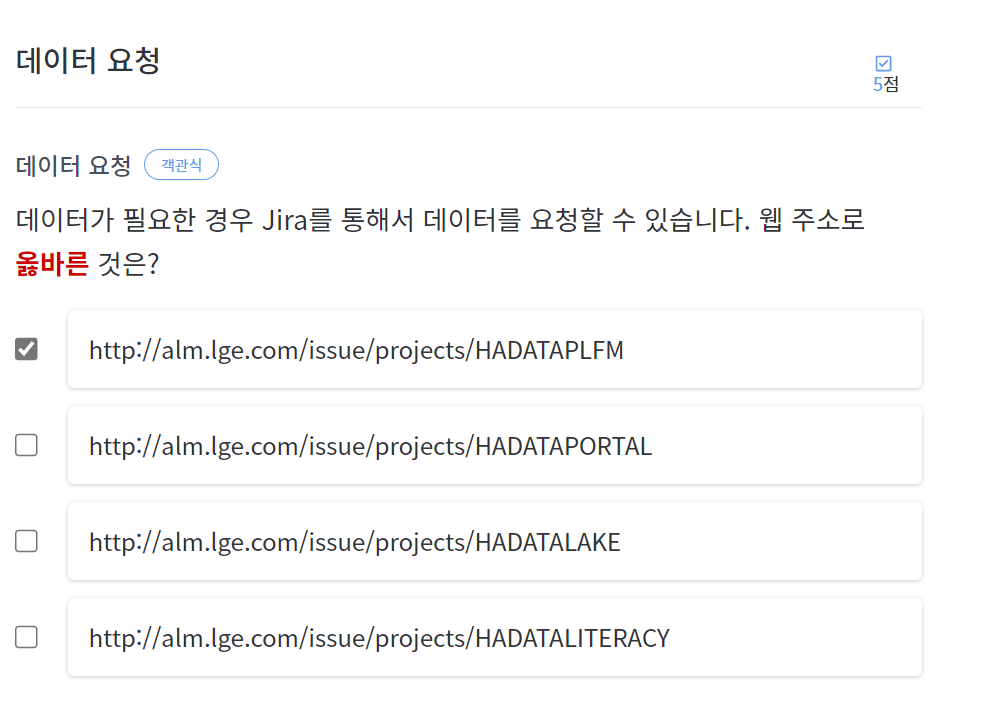 데이터 요청
5점
데이터 요청 객관식
데이터가 필요한 경우 Jira를 통해서 데이터를 요청할 수 있습니다. 웹 주소로
옳바른 것은?
http://alm.lge.com/issue/projects/HADATAPLFM
http://alm.lge.com/issue/projects/HADATAPORTAL
http://alm.lge.com/issue/projects/HADATALAKE
http://alm.lge.com/issue/projects/HADATALITERACY